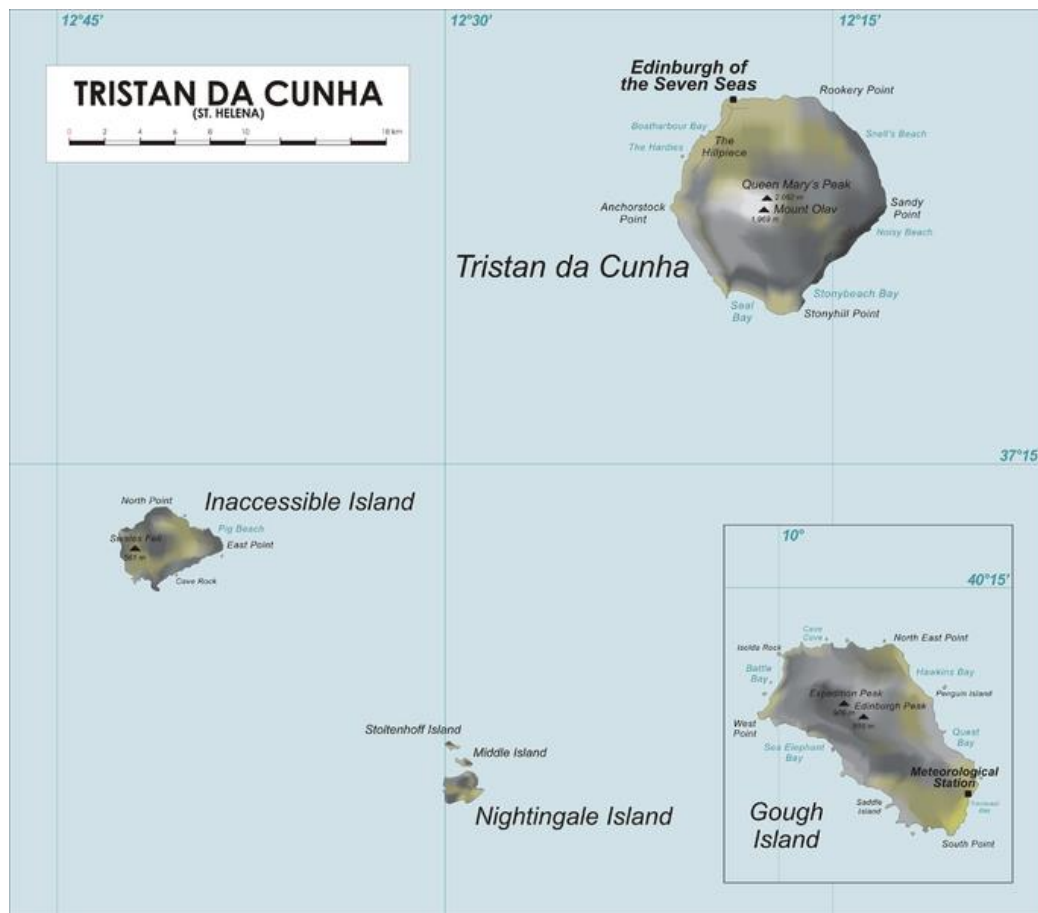 12°45'
12°30'
12°15'
TRISTAN DA CUNHA
(ST. HELENA)
0 2 4 6 8 10 18 km
Edinburgh of
the Seven Seas
Rookery Point
Boatharbour Bay
Snell's Beach
The Hardies
The
Hillpiece
Queen Mary's Peak
2.062 m
Mount Olav
Anchorstock
Point
Sandy
Point
Noisy Beach
Tristan da Cunha
Seal
Bay
Stonybeach Bay
Stonyhill Point
37°15
North Point
Inaccessible Island
Pig Beach
East Point
Cave Rock
10°
40°15'
Cave
Cove
North East Point
Isolda Rock
Battle
Bay
Hawkins Bay
Expedition Peak
Penguin Island
Edinburgh Peak
West
Point
Sea Elephant
Bay
Quest
Bay
Stoltenhoff Island
Middle Island
Nightingale Island
Meteorological
Station
Saddle
Island
Gough
Island
South Point